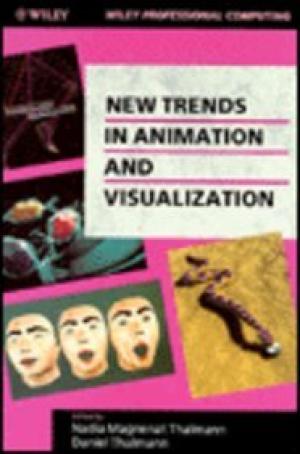 WILEY
WILEY PROFESSIONAL COMPUTING
NEW TRENDS
IN ANIMATION
AND
VISUALIZATION
Edited by
Nadia Magnenat Thalmann
Daniel Thalmann